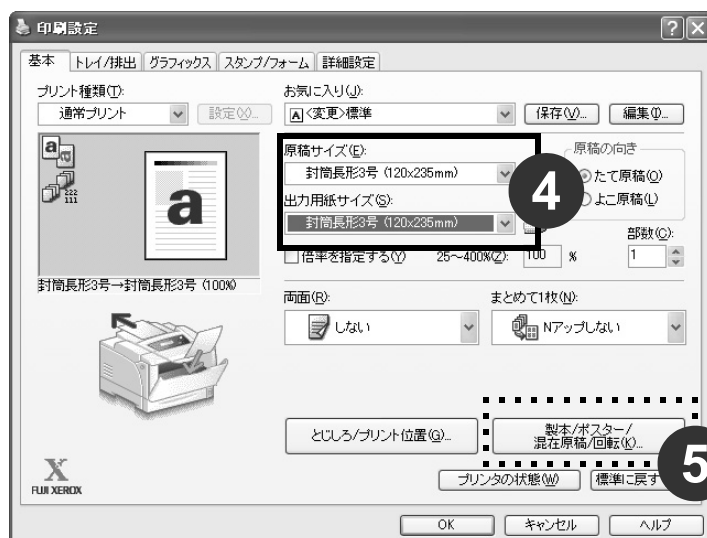 印刷設定
基本 トレイ/排出 グラフィックス スタンプ/フォーム 詳細設定
プリント種類(T): お気に入り(J):
通常プリント 設定(X)... <変更>標準 保存(V)... 編集(I)...
原稿サイズ(E): 原稿の向き
封筒長形3号 (120x235mm) たて原稿(O)
4
出力用紙サイズ(S): よこ原稿(L)
封筒長形3号 (120x235mm) 部数(C):
倍率を指定する(Y) 25～400%(Z): 100 % 1
a
222
111
a
封筒長形3号→封筒長形3号 (100%)
両面(R): まとめて1枚(N):
しない Nアップしない
とじしろ/プリント位置(G)... 製本/ポスター/
混在原稿/回転(K)...
5
X
FUJI XEROX
プリンタの状態(W) 標準に戻す
OK キャンセル ヘルプ